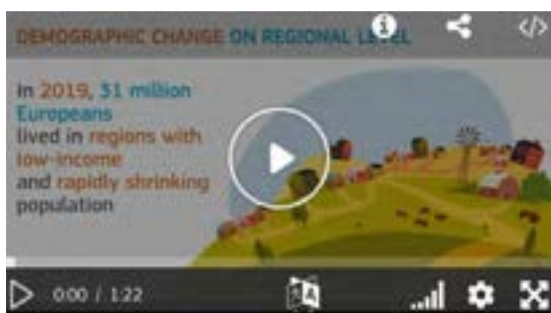 DEMOGRAPHIC CHANGE ON REGIONAL LEVEL
In 2019, 31 million
Europeans
lived in regions with
low-income
and rapidly shrinking
population
0:00 / 1:22